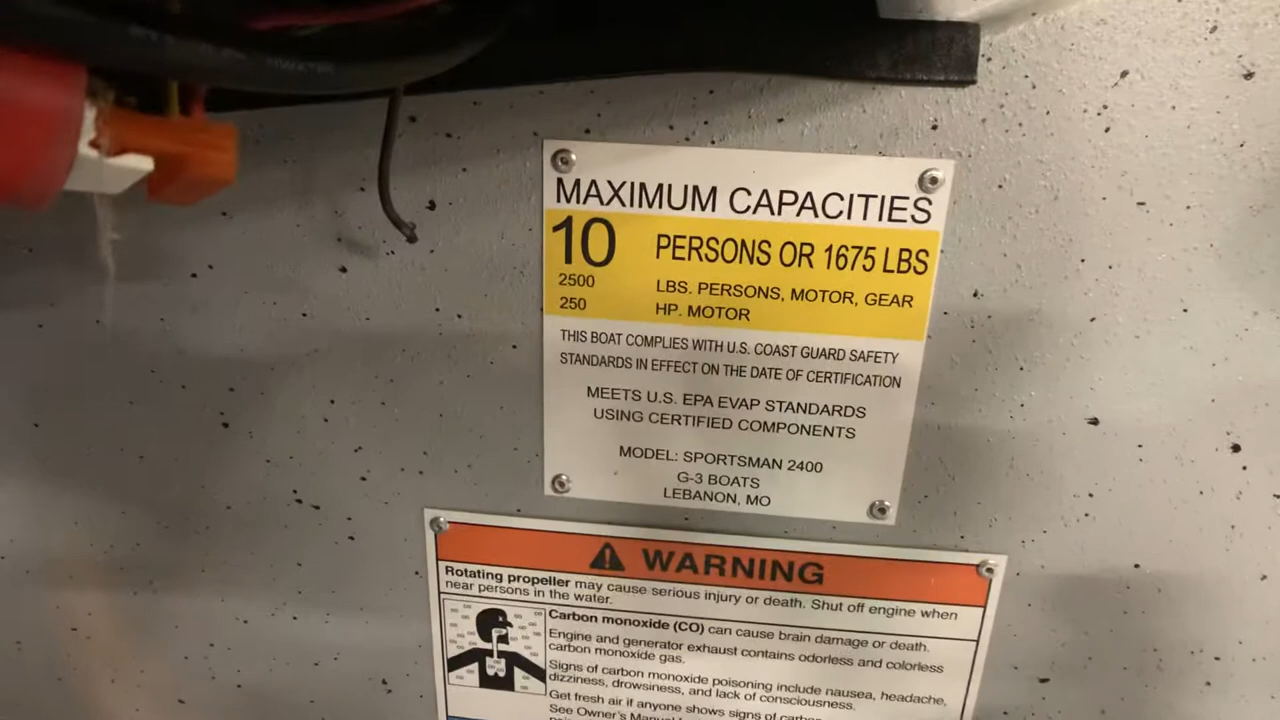 MAXIMUM CAPACITIES
10 PERSONS OR 1675 LBS
2500 LBS. PERSONS, MOTOR, GEAR
250 HP. MOTOR
THIS BOAT COMPLIES WITH U.S. COAST GUARD SAFETY
STANDARDS IN EFFECT ON THE DATE OF CERTIFICATION
MEETS U.S. EPA EVAP STANDARDS
USING CERTIFIED COMPONENTS
MODEL: SPORTSMAN 2400
G-3 BOATS
LEBANON, MO
WARNING
Rotating propeller may cause serious injury or death. Shut off engine when
near persons in the water.
Carbon monoxide (CO) can cause brain damage or death.
Engine and generator exhaust contains odorless and colorless
carbon monoxide gas.
Signs of carbon monoxide poisoning include nausea, headache,
dizziness, drowsiness, and lack of consciousness.
Get fresh air if anyone shows signs of
See Owner's Manual